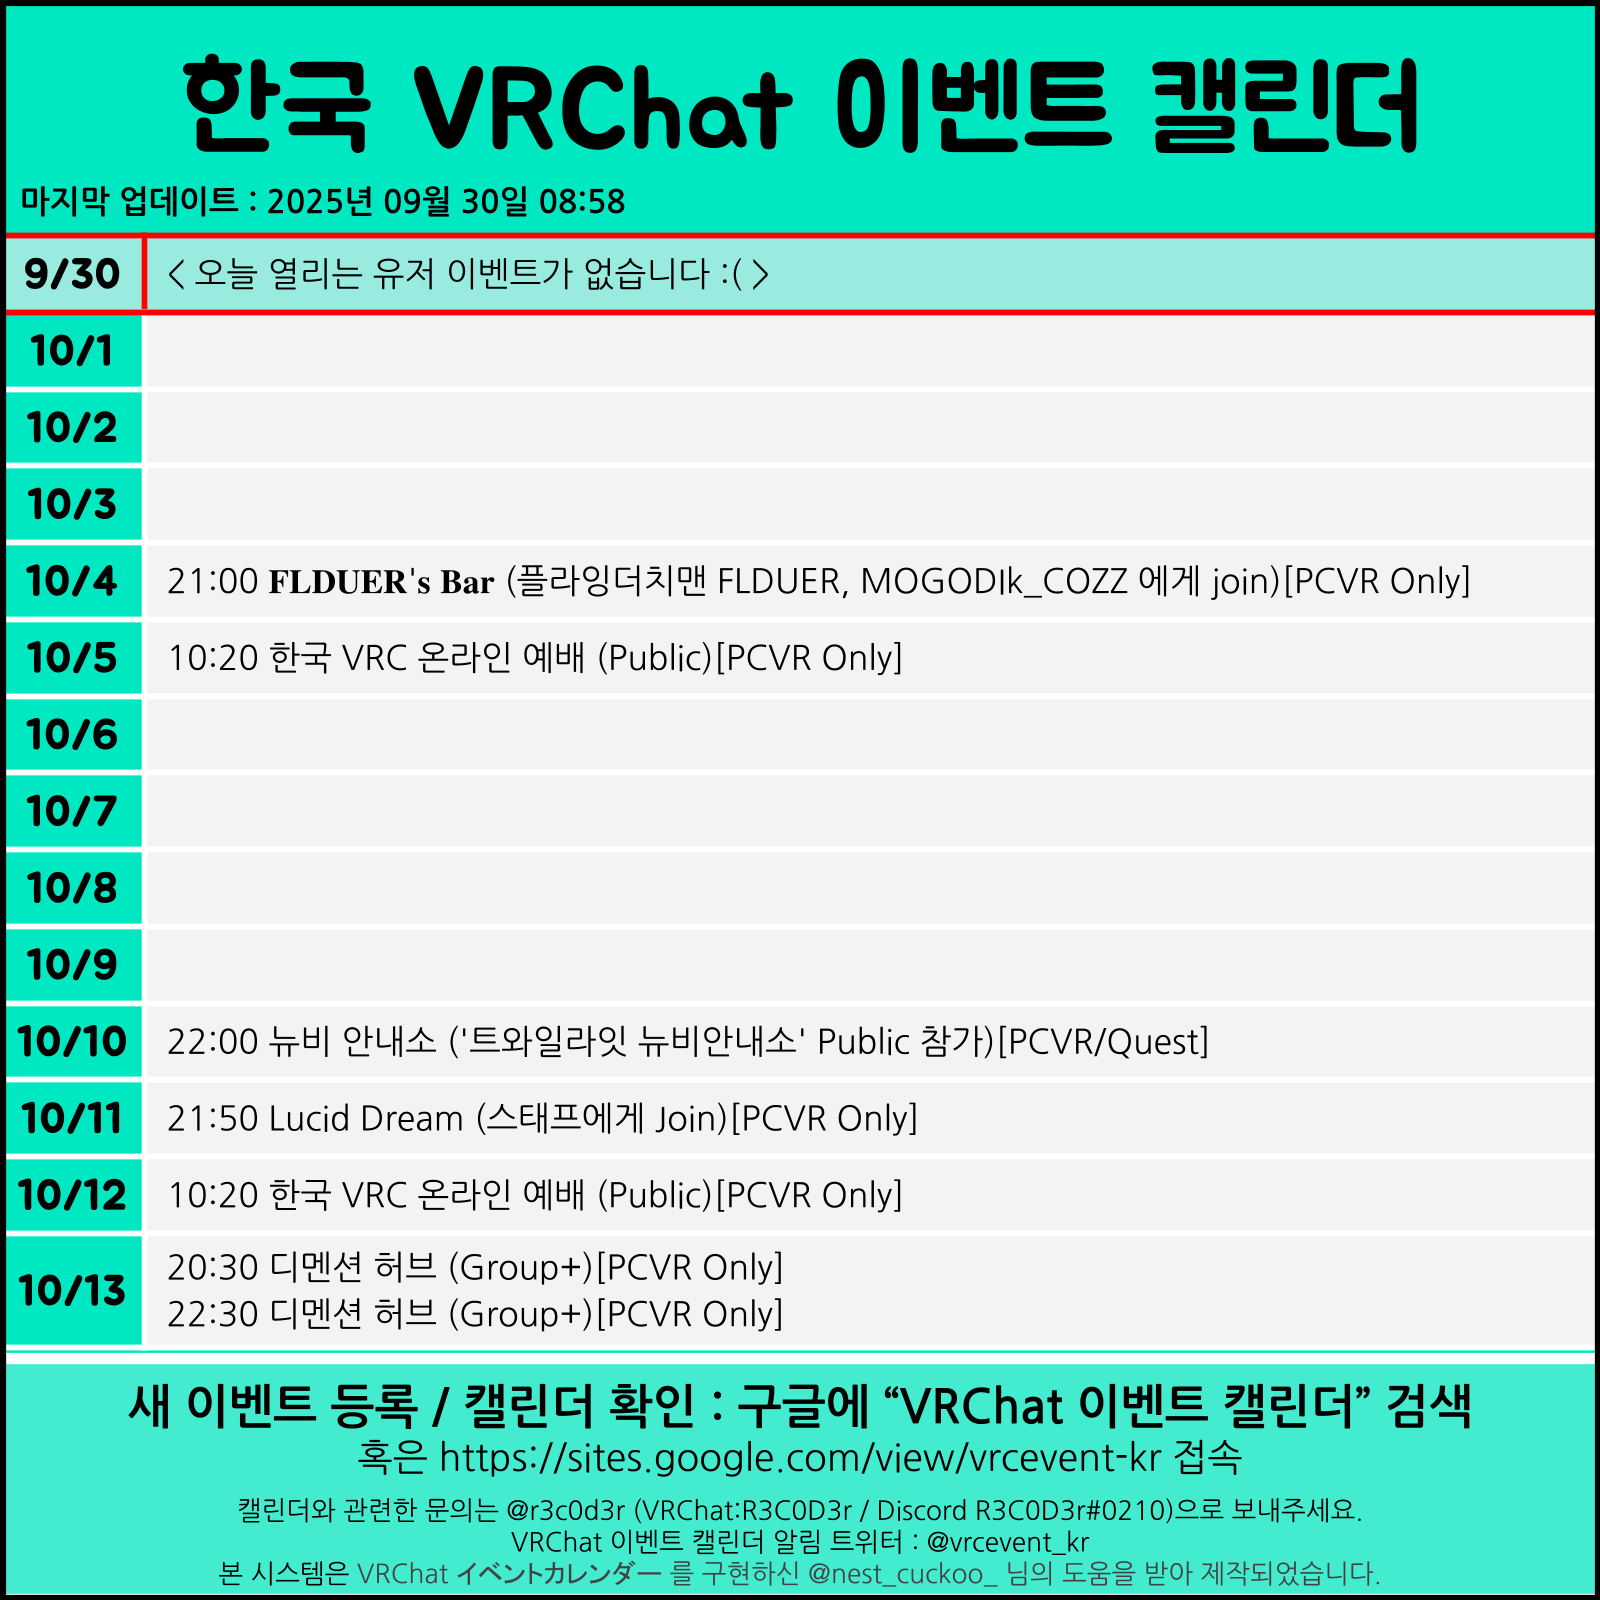 한국 VRChat 이벤트 캘린더
마지막 업데이트 : 2025년 09월 30일 08:58
9/30 < 오늘 열리는 유저 이벤트가 없습니다 :( >
10/1
10/2
10/3
10/4 21:00 𝐅𝐋𝐃𝐔𝐄𝐑'𝐬 𝐁𝐚𝐫 (플라잉더치맨 FLDUER, MOGODIk_COZZ 에게 join)[PCVR Only]
10/5 10:20 한국 VRC 온라인 예배 (Public)[PCVR Only]
10/6
10/7
10/8
10/9
10/10 22:00 뉴비 안내소 ('트와일라잇 뉴비안내소' Public 참가)[PCVR/Quest]
10/11 21:50 Lucid Dream (스태프에게 Join)[PCVR Only]
10/12 10:20 한국 VRC 온라인 예배 (Public)[PCVR Only]
10/13 20:30 디멘션 허브 (Group+)[PCVR Only]
22:30 디멘션 허브 (Group+)[PCVR Only]
새 이벤트 등록 / 캘린더 확인 : 구글에 “VRChat 이벤트 캘린더” 검색
혹은 https://sites.google.com/view/vrcevent-kr 접속
캘린더와 관련한 문의는 @r3c0d3r (VRChat:R3C0D3r / Discord R3C0D3r#0210)으로 보내주세요.
VRChat 이벤트 캘린더 알림 트위터 : @vrcevent_kr
본 시스템은 VRChat イベントカレンダー 를 구현하신 @nest_cuckoo_ 님의 도움을 받아 제작되었습니다.